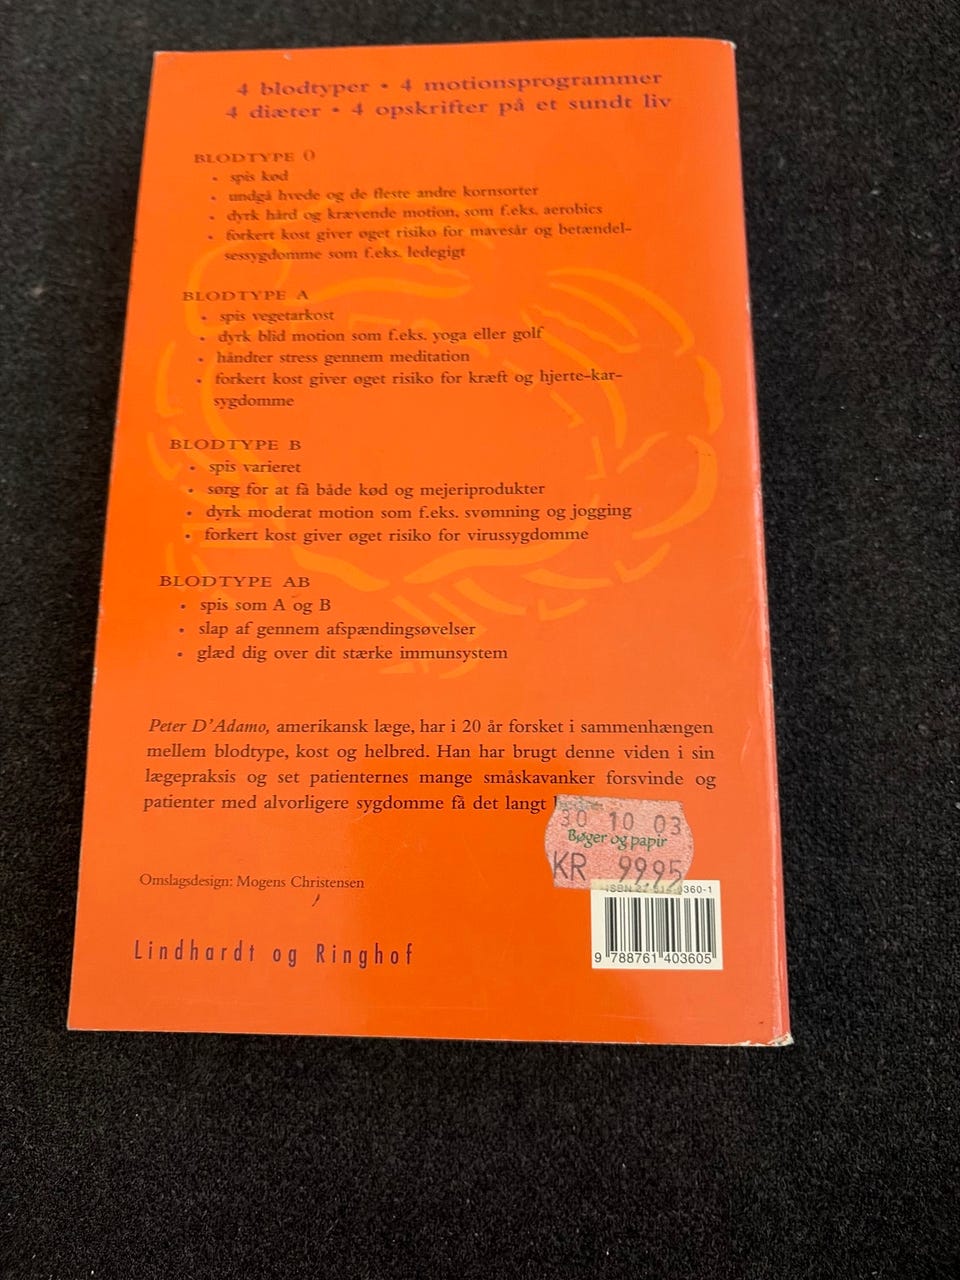 4 blodtyper • 4 motionsprogrammer
4 diæter • 4 opskrifter på et sundt liv
BLODTYPE 0
• spis kød
• undgå hvede og de fleste andre kornsorter
• dyrk hård og krævende motion, som f.eks. aerobics
• forkert kost giver øget risiko for mavesår og betændel-
sessygdomme som f.eks. ledegigt
BLODTYPE A
• spis vegetarkost
• dyrk blid motion som f.eks. yoga eller golf
• håndter stress gennem meditation
• forkert kost giver øget risiko for kræft og hjerte-kar-
sygdomme
BLODTYPE B
• spis varieret
• sørg for at få både kød og mejeriprodukter
• dyrk moderat motion som f.eks. svømning og jogging
• forkert kost giver øget risiko for virussygdomme
BLODTYPE AB
• spis som A og B
• slap af gennem afspændingsøvelser
• glæd dig over dit stærke immunsystem
Peter D'Adamo, amerikansk læge, har i 20 år forsket i sammenhængen
mellem blodtype, kost og helbred. Han har brugt denne viden i sin
lægepraksis og set patienternes mange småskavanker forsvinde og
patienter med alvorligere sygdomme få det langt
30 10 03
Bøger og papir
KR 99.95
Omslagsdesign: Mogens Christensen
ISBN
0360-1
Lindhardt og Ringhof
9 788761 403605